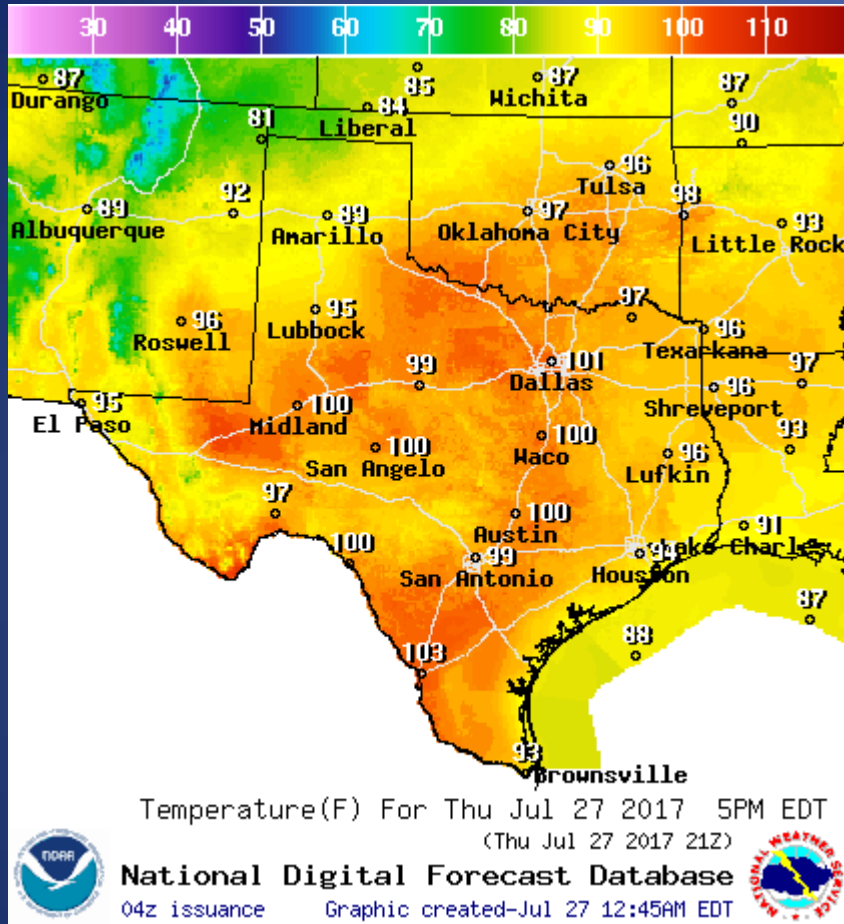 30 40 50 60 70 80 90 100 110
87
Durango
85
87
Wichita
84
Liberal
87
81
90
96
Tulsa
89
Albuquerque
92
89
Amarillo
97
Oklahoma City
98
93
Little Rock
96
Roswell
95
Lubbock
97
96
Texarkana
99
101
Dallas
97
96
Shreveport
95
El Paso
100
Midland
100
San Angelo
100
Waco
96
Lufkin
93
97
100
Austin
91
Lake Charles
100
99
San Antonio
94
Houston
87
88
103
93
Brownsville
Temperature(F) For Thu Jul 27 2017 5PM EDT
(Thu Jul 27 2017 21Z)
National Digital Forecast Database
04z issuance Graphic created-Jul 27 12:45AM EDT
NOAA
NATIONAL WEATHER SERVICE